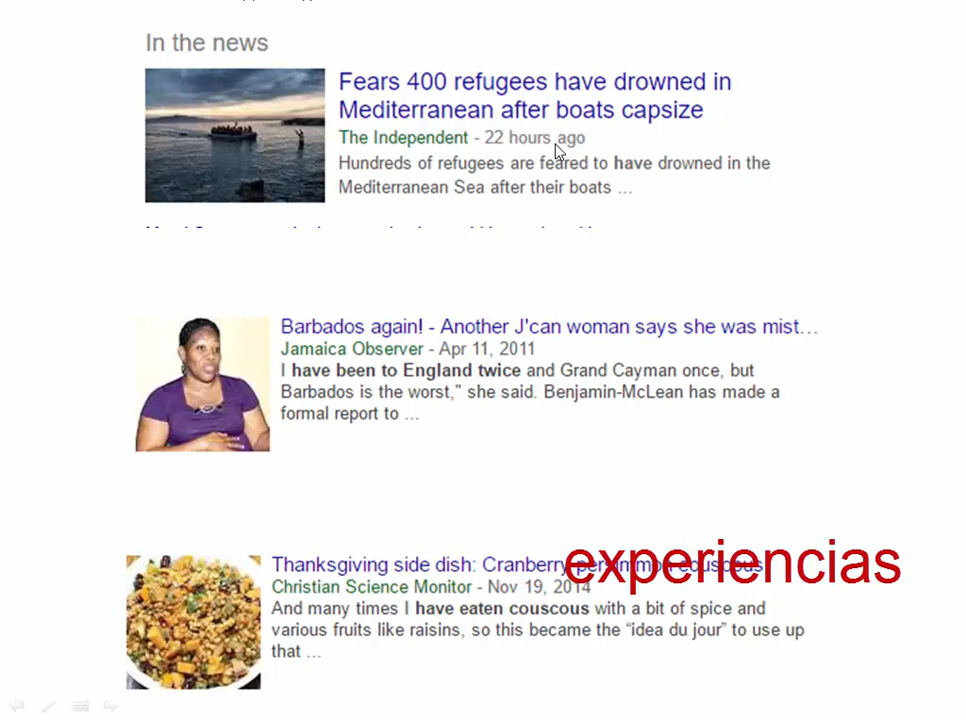 In the news
Fears 400 refugees have drowned in
Mediterranean after boats capsize
The Independent - 22 hours ago
Hundreds of refugees are feared to have drowned in the
Mediterranean Sea after their boats ...
Barbados again! - Another J'can woman says she was mist...
Jamaica Observer - Apr 11, 2011
I have been to England twice and Grand Cayman once, but
Barbados is the worst," she said. Benjamin-McLean has made a
formal report to ...
experiencias
Thanksgiving side dish: Cranberry persimmon couscous
Christian Science Monitor - Nov 19, 2014
And many times I have eaten couscous with a bit of spice and
various fruits like raisins, so this became the “idea du jour” to use up
that ...